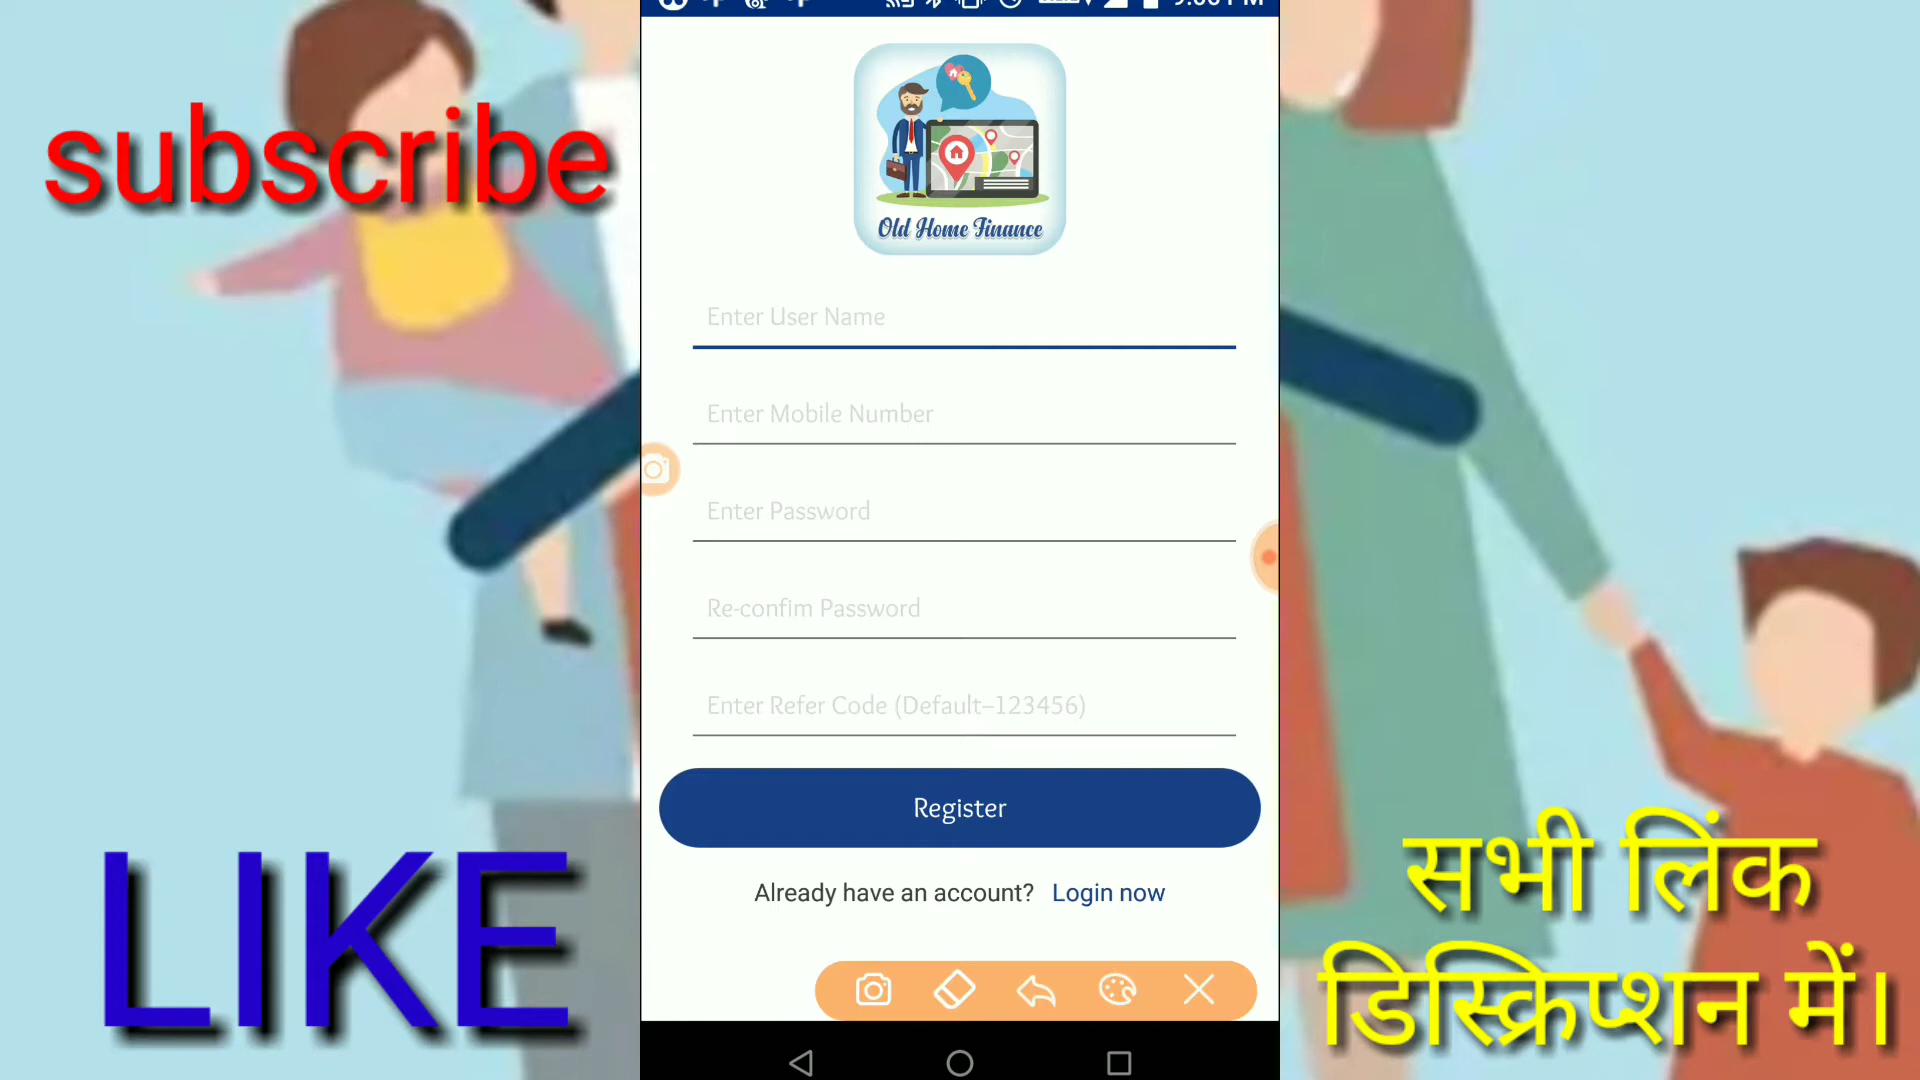 subscribe
Old Home Finance
Enter User Name
Enter Mobile Number
Enter Password
Re-confim Password
Enter Refer Code (Default–123456)
Register
Already have an account? Login now
LIKE
सभी लिंक
डिस्क्रिप्शन में।